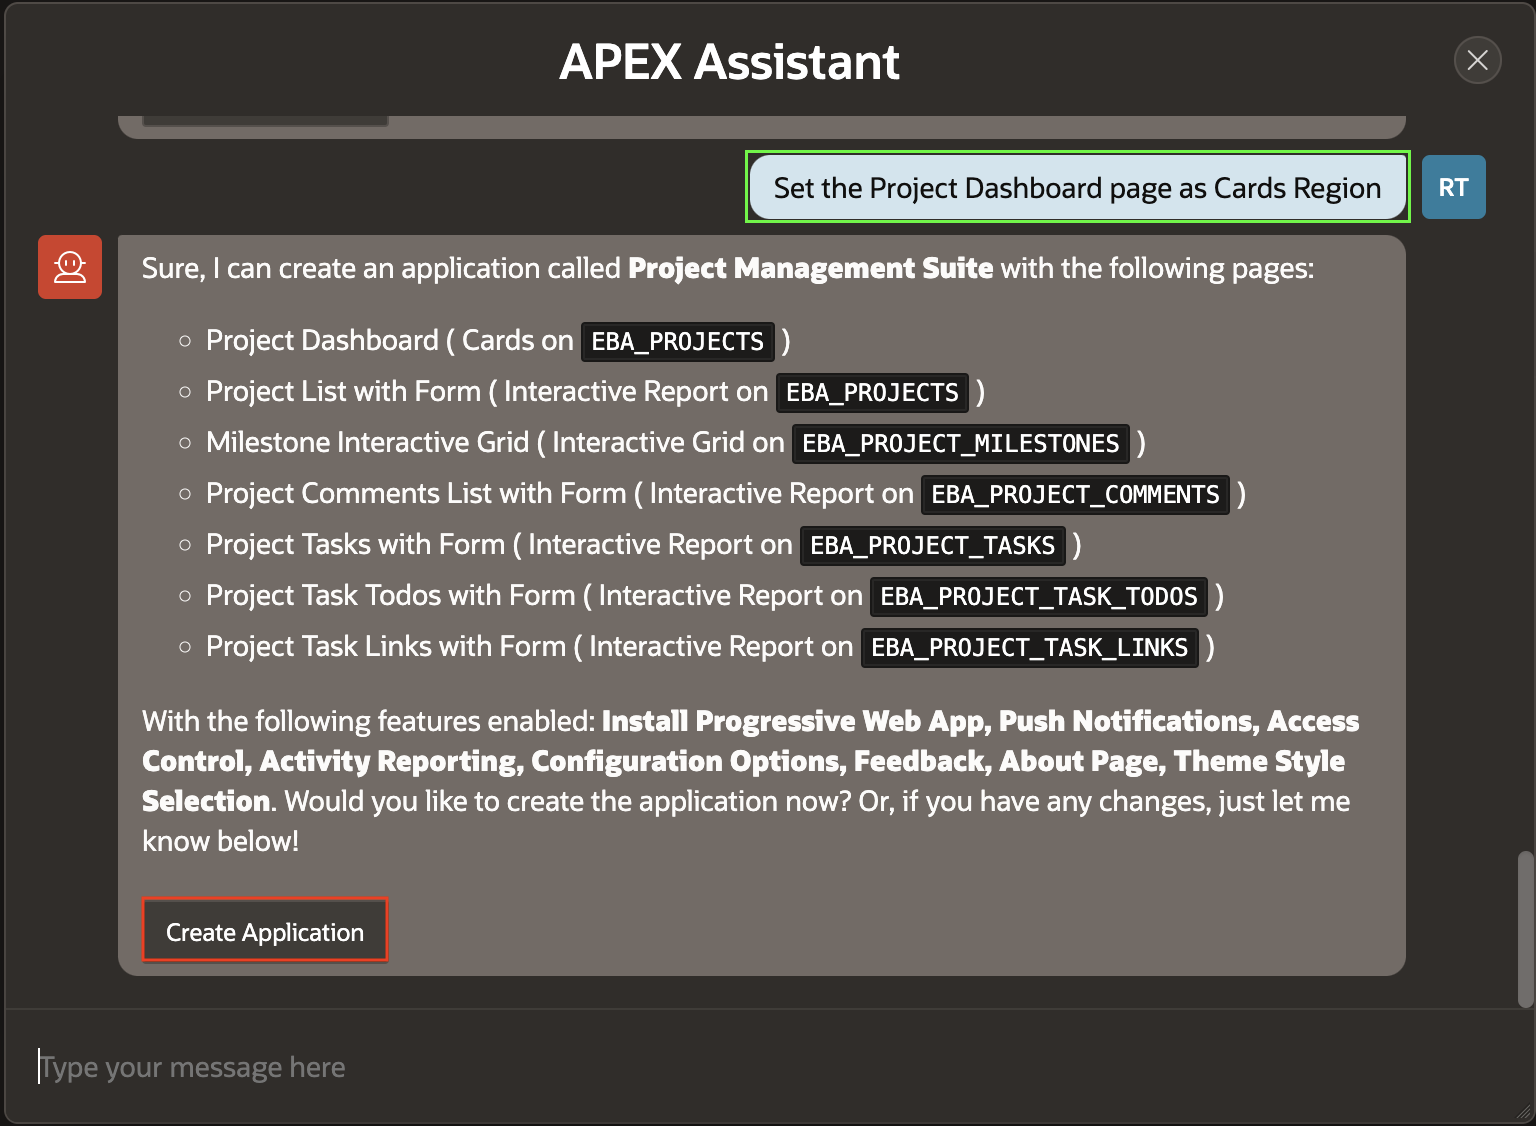 APEX Assistant
Set the Project Dashboard page as Cards Region
RT
Sure, I can create an application called Project Management Suite with the following pages:
Project Dashboard ( Cards on EBA_PROJECTS )
Project List with Form ( Interactive Report on EBA_PROJECTS )
Milestone Interactive Grid ( Interactive Grid on EBA_PROJECT_MILESTONES )
Project Comments List with Form ( Interactive Report on EBA_PROJECT_COMMENTS )
Project Tasks with Form ( Interactive Report on EBA_PROJECT_TASKS )
Project Task Todos with Form ( Interactive Report on EBA_PROJECT_TASK_TODOS )
Project Task Links with Form ( Interactive Report on EBA_PROJECT_TASK_LINKS )
With the following features enabled: Install Progressive Web App, Push Notifications, Access
Control, Activity Reporting, Configuration Options, Feedback, About Page, Theme Style
Selection. Would you like to create the application now? Or, if you have any changes, just let me
know below!
Create Application
Type your message here